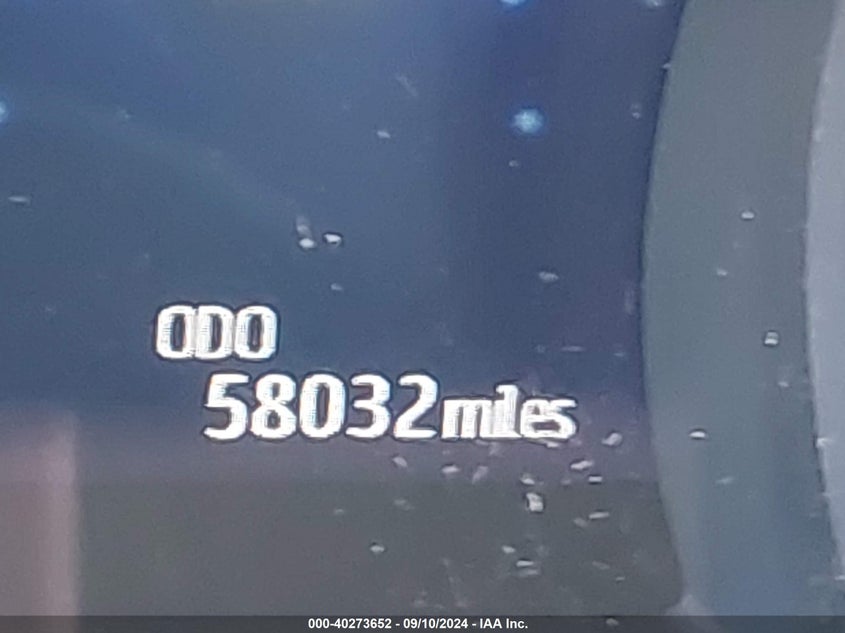 ODO
58032miles
000-40273652 - 09/10/2024 - IAA Inc.